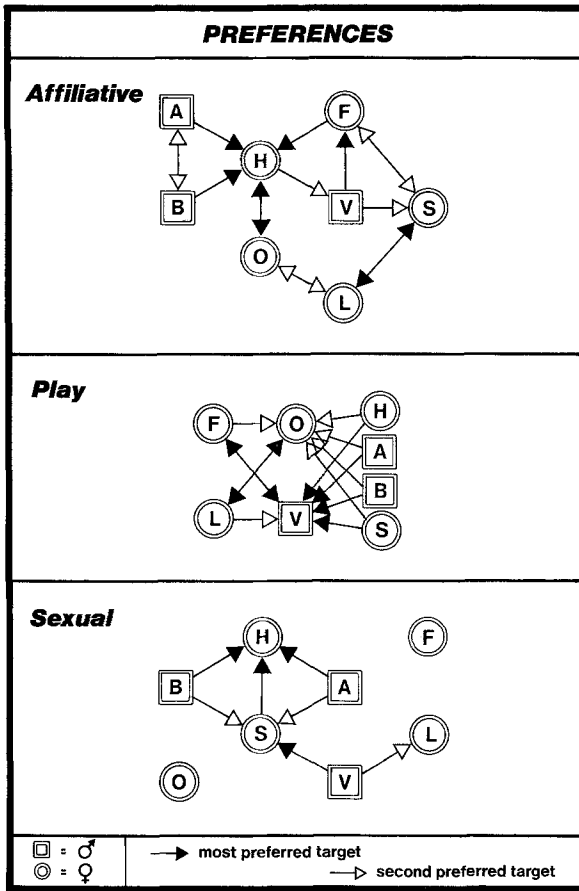 PREFERENCES
Affiliative
A
F
H
B
V
S
O
L
Play
F
O
H
A
B
L
V
S
Sexual
H
F
B
A
S
L
O
V
□ = ♂
◎ = ♀
→ most preferred target
→ second preferred target